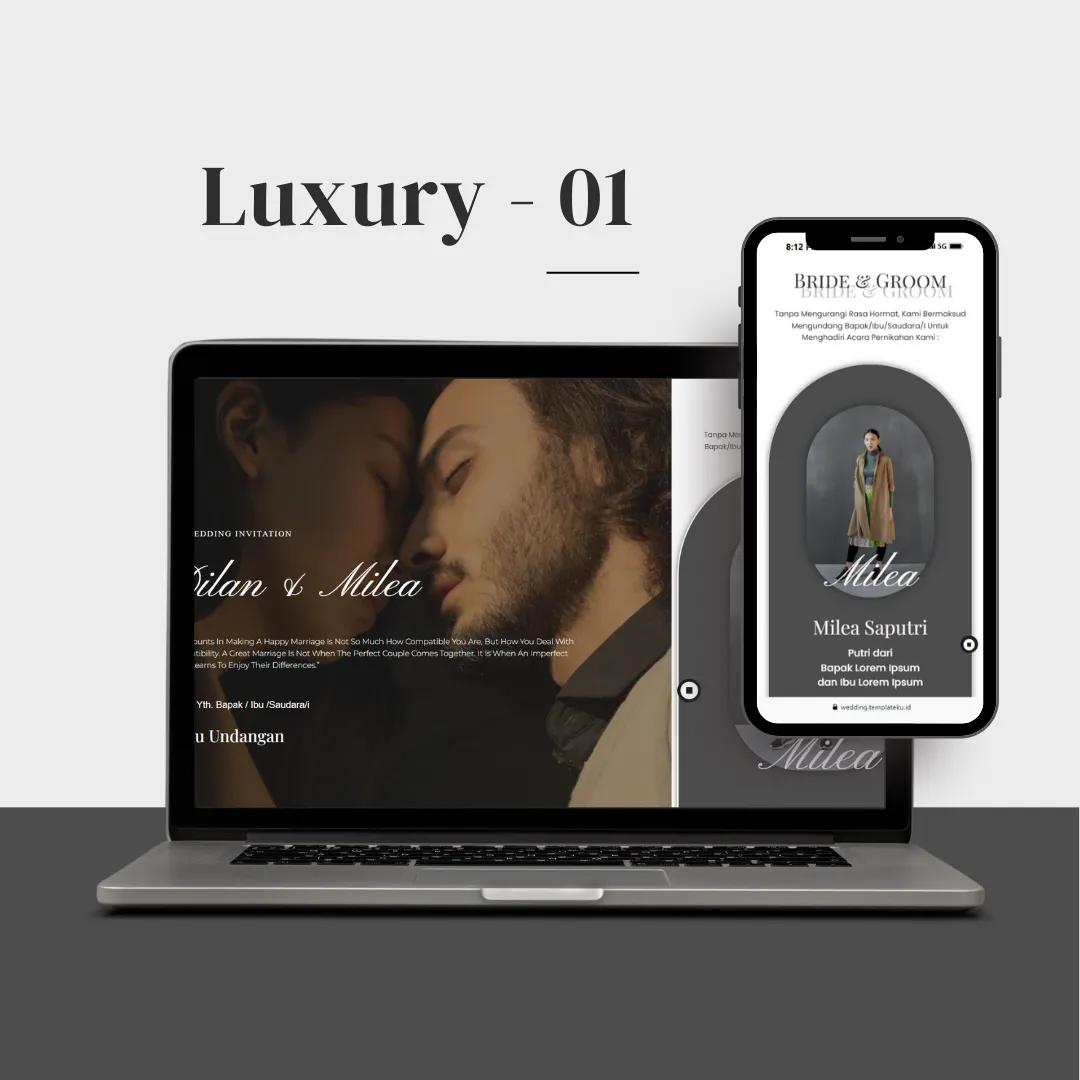 Luxury - 01
EDDING INVITATION
ilan & Milea
ounts In Making A Happy Marriage Is Not So Much How Compatible You Are, But How You Deal With
tibility. A Great Marriage Is Not When The Perfect Couple Comes Together. It Is When An Imperfect
earns To Enjoy Their Differences."
Yth. Bapak / Ibu /Saudara/i
u Undangan
Tanpa Me
Bapak/Ibu
Milea
8:12
5G
BRIDE & GROOM
BRIDE & GROOM
Tanpa Mengurangi Rasa Hormat, Kami Bermaksud
Mengundang Bapak/Ibu/Saudara/I Untuk
Menghadiri Acara Pernikahan Kami :
Milea
Milea Saputri
Putri dari
Bapak Lorem Ipsum
dan Ibu Lorem Ipsum
wedding.templateku.id